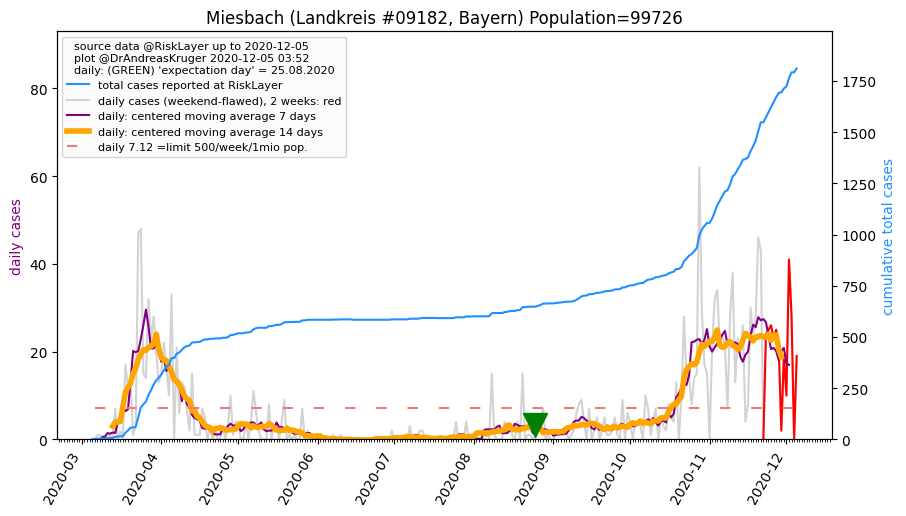 Miesbach (Landkreis #09182, Bayern) Population=99726
source data @RiskLayer up to 2020-12-05
plot @DrAndreasKruger 2020-12-05 03:52
daily: (GREEN) 'expectation day' = 25.08.2020
total cases reported at RiskLayer
daily cases (weekend-flawed), 2 weeks: red
daily: centered moving average 7 days
daily: centered moving average 14 days
daily 7.12 =limit 500/week/1mio pop.
daily cases
80
60
40
20
0
cumulative total cases
1750
1500
1250
1000
750
500
250
0
2020-03
2020-04
2020-05
2020-06
2020-07
2020-08
2020-09
2020-10
2020-11
2020-12